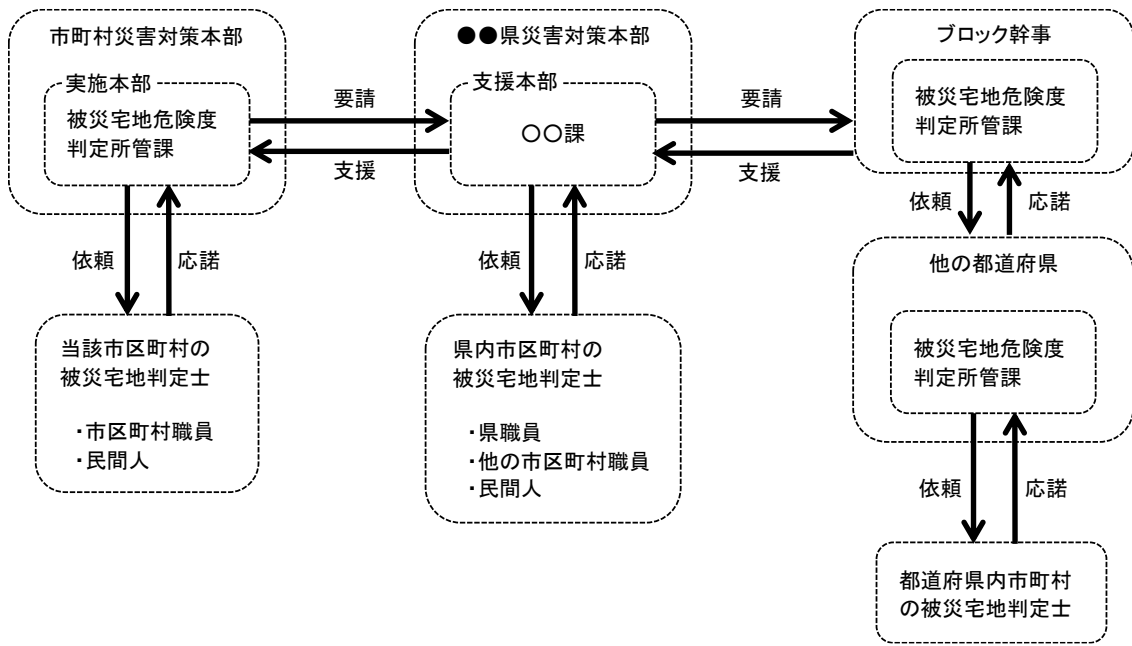 市町村災害対策本部
実施本部
被災宅地危険度
判定所管課
要請
支援
●●県災害対策本部
支援本部
○○課
要請
支援
ブロック幹事
被災宅地危険度
判定所管課
依頼
応諾
依頼
応諾
依頼
応諾
他の都道府県
被災宅地危険度
判定所管課
当該市区町村の
被災宅地判定士
・市区町村職員
・民間人
県内市区町村の
被災宅地判定士
・県職員
・他の市区町村職員
・民間人
依頼
応諾
都道府県内市町村
の被災宅地判定士